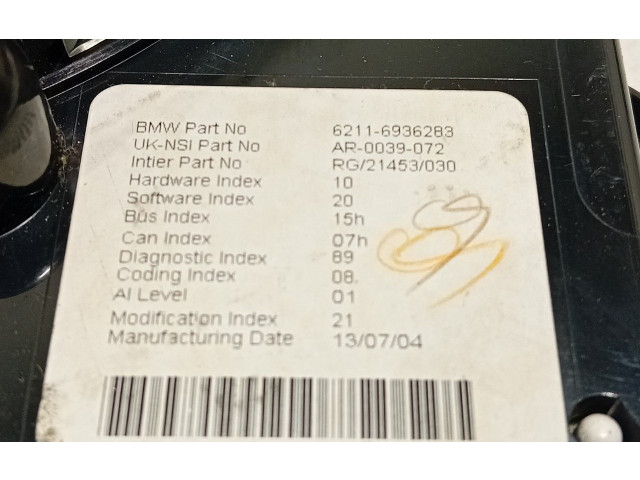 BMW Part No 6211-6936283
UK-NSI Part No AR-0039-072
Intier Part No RG/21453/030
Hardware Index 10
Software Index 20
Bus Index 15h
Can Index 07h
Diagnostic Index 89
Coding Index 08.
AI Level 01
Modification Index 21
Manufacturing Date 13/07/04